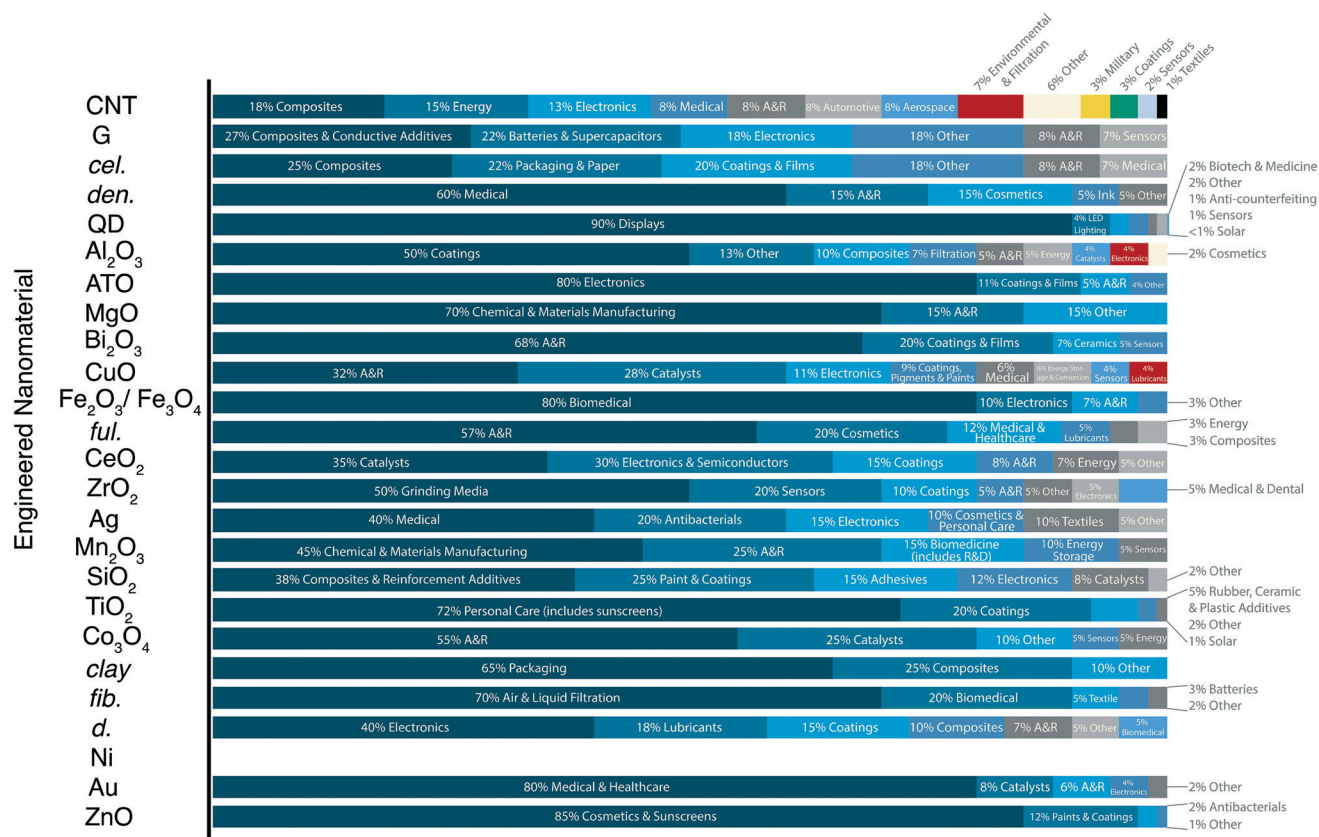 7% Environmental
& Filtration
6% Other
3% Military
3% Coatings
2% Sensors
1% Textiles
Engineered Nanomaterial
CNT
18% Composites
15% Energy
13% Electronics
8% Medical
8% A&R
8% Automotive
8% Aerospace
G
27% Composites & Conductive Additives
22% Batteries & Supercapacitors
18% Electronics
18% Other
8% A&R
7% Sensors
cel.
25% Composites
22% Packaging & Paper
20% Coatings & Films
18% Other
8% A&R
7% Medical
den.
60% Medical
15% A&R
15% Cosmetics
5% Ink
5% Other
QD
90% Displays
4% LED
Lighting
2% Biotech & Medicine
2% Other
1% Anti-counterfeiting
1% Sensors
<1% Solar
Al2O3
50% Coatings
13% Other
10% Composites
7% Filtration
5% A&R
5% Energy
4%
Catalysts
4%
Electronics
2% Cosmetics
ATO
80% Electronics
11% Coatings & Films
5% A&R
4% Other
MgO
70% Chemical & Materials Manufacturing
15% A&R
15% Other
Bi2O3
68% A&R
20% Coatings & Films
7% Ceramics
5% Sensors
CuO
32% A&R
28% Catalysts
11% Electronics
9% Coatings,
Pigments & Paints
6%
Medical
6% Energy Stor-
age & Conversion
4%
Sensors
4%
Lubricants
Fe2O3/ Fe3O4
80% Biomedical
10% Electronics
7% A&R
3% Other
ful.
57% A&R
20% Cosmetics
12% Medical &
Healthcare
5%
Lubricants
3% Energy
3% Composites
CeO2
35% Catalysts
30% Electronics & Semiconductors
15% Coatings
8% A&R
7% Energy
5% Other
ZrO2
50% Grinding Media
20% Sensors
10% Coatings
5% A&R
5% Other
5%
Electronics
5% Medical & Dental
Ag
40% Medical
20% Antibacterials
15% Electronics
10% Cosmetics &
Personal Care
10% Textiles
5% Other
Mn2O3
45% Chemical & Materials Manufacturing
25% A&R
15% Biomedicine
(includes R&D)
10% Energy
Storage
5% Sensors
SiO2
38% Composites & Reinforcement Additives
25% Paint & Coatings
15% Adhesives
12% Electronics
8% Catalysts
2% Other
TiO2
72% Personal Care (includes sunscreens)
20% Coatings
5% Rubber, Ceramic
& Plastic Additives
2% Other
1% Solar
Co3O4
55% A&R
25% Catalysts
10% Other
5% Sensors
5% Energy
clay
65% Packaging
25% Composites
10% Other
fib.
70% Air & Liquid Filtration
20% Biomedical
5% Textile
3% Batteries
2% Other
d.
40% Electronics
18% Lubricants
15% Coatings
10% Composites
7% A&R
5% Other
5%
Biomedical
Ni
Au
80% Medical & Healthcare
8% Catalysts
6% A&R
4%
Electronics
2% Other
ZnO
85% Cosmetics & Sunscreens
12% Paints & Coatings
2% Antibacterials
1% Other